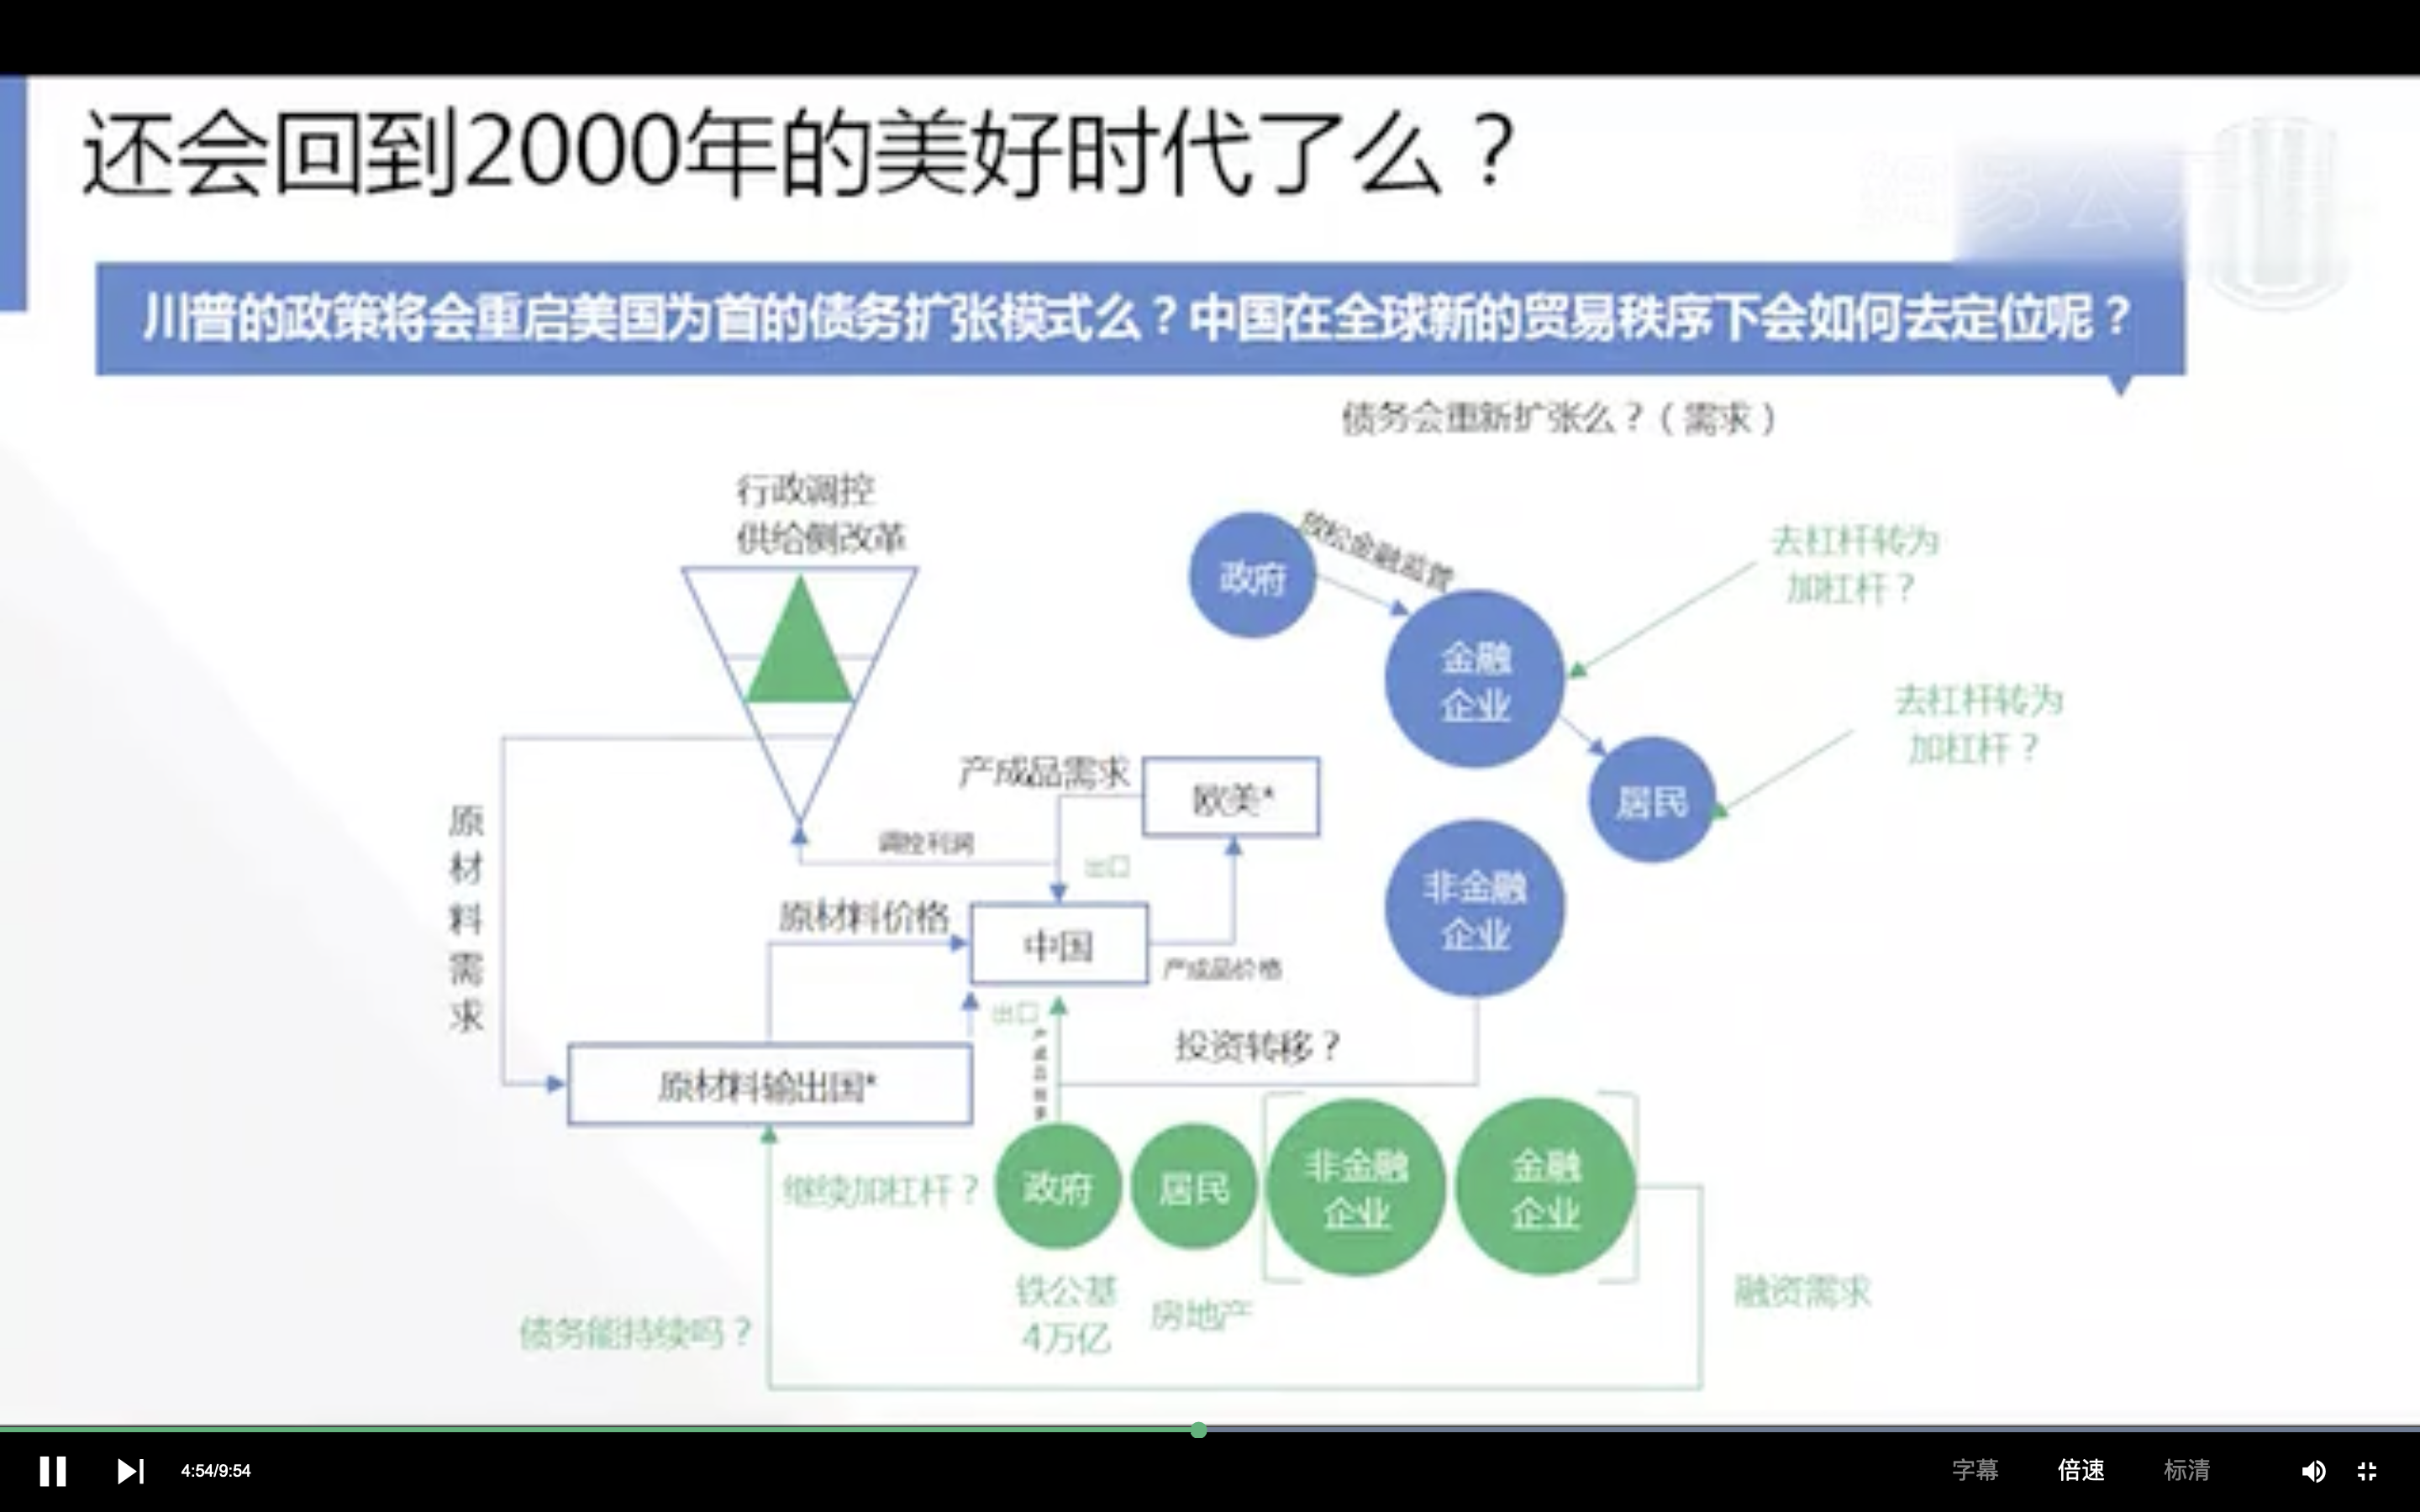 还会回到2000年的美好时代了么？
川普的政策将会重启美国为首的债务扩张模式么？中国在全球新的贸易秩序下会如何去定位呢？
债务会重新扩张么？（需求）
行政调控
供给侧改革
政府
放松金融监管
金融
企业
去杠杆转为
加杠杆？
去杠杆转为
加杠杆？
居民
产成品需求
欧美*
调控利润
出口
原材料需求
原材料价格
中国
产成品价格
非金融
企业
出口
投资转移？
原材料输出国*
继续加杠杆？
政府
居民
非金融
企业
金融
企业
铁公基
4万亿
房地产
融资需求
债务能持续吗？
4:54/9:54
字幕
倍速
标清